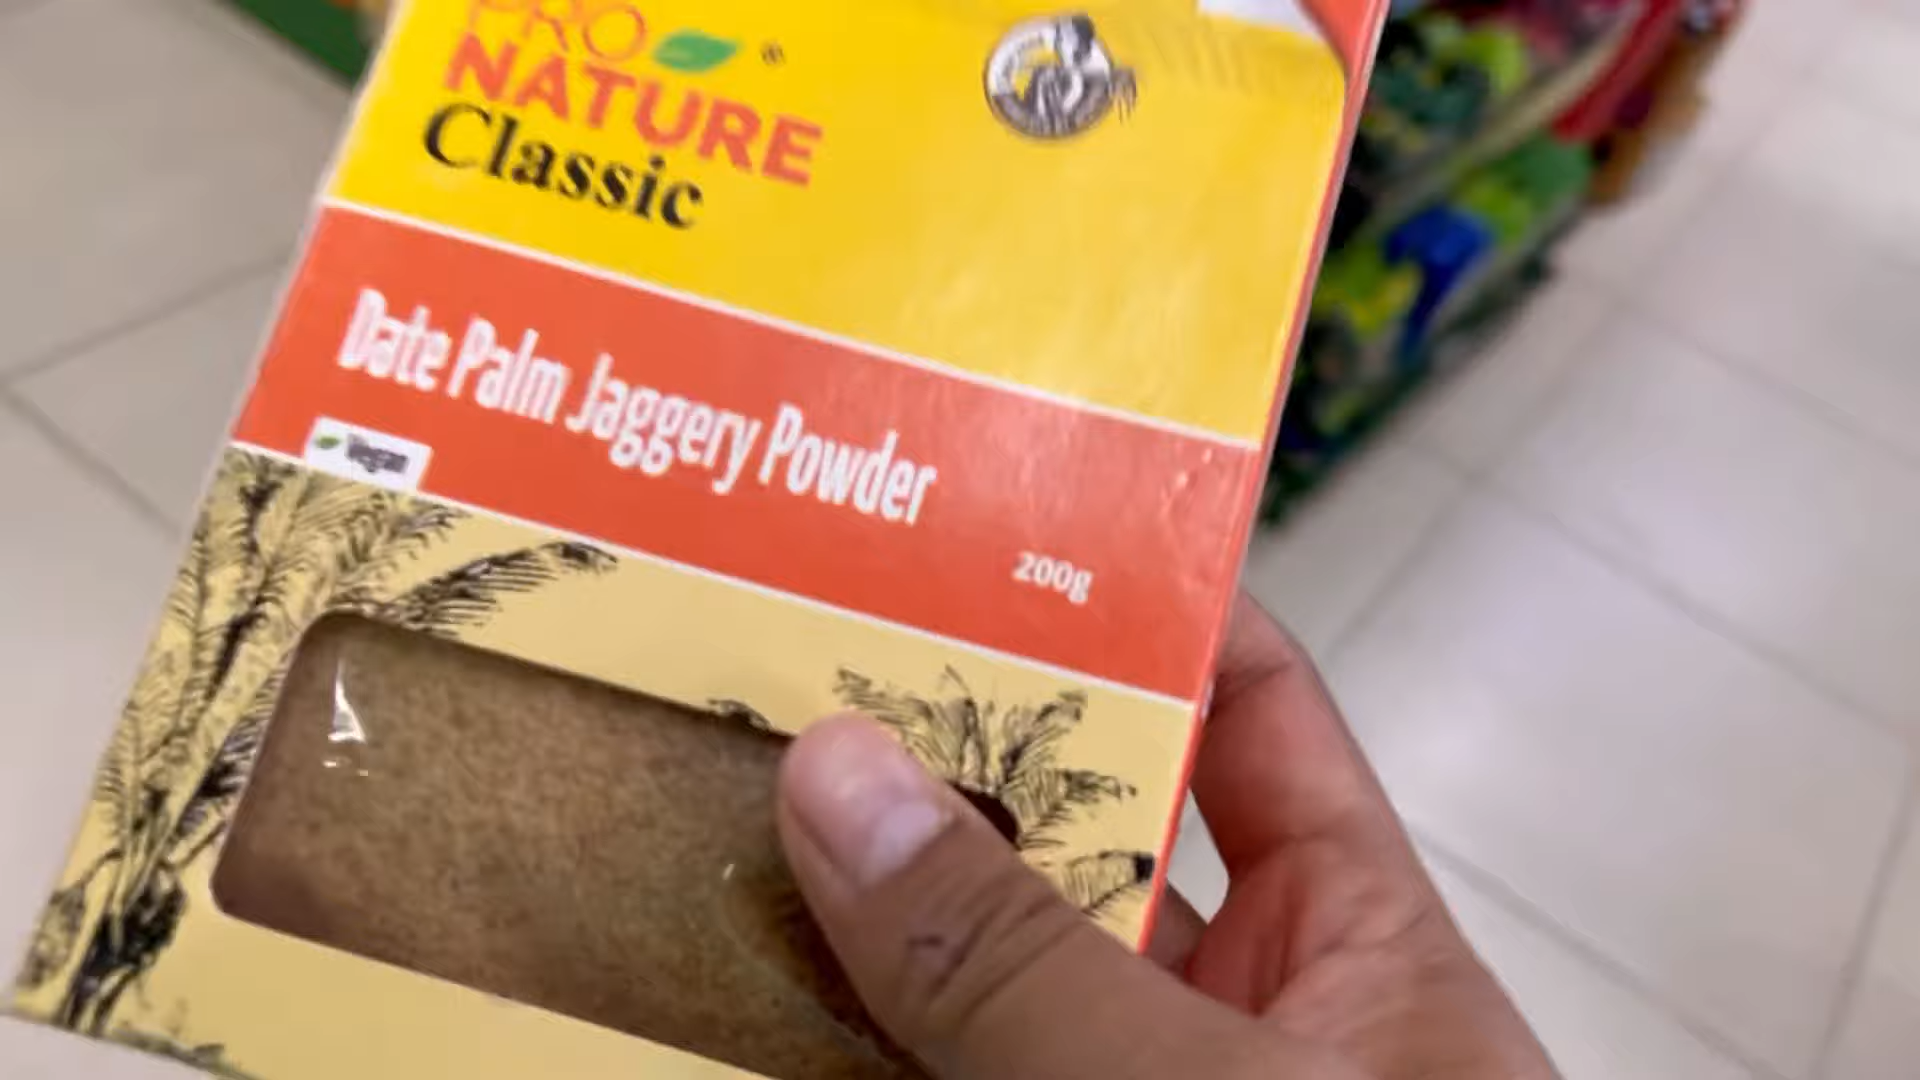 PRO
NATURE
Classic
Date Palm Jaggery Powder
Vegan
200g